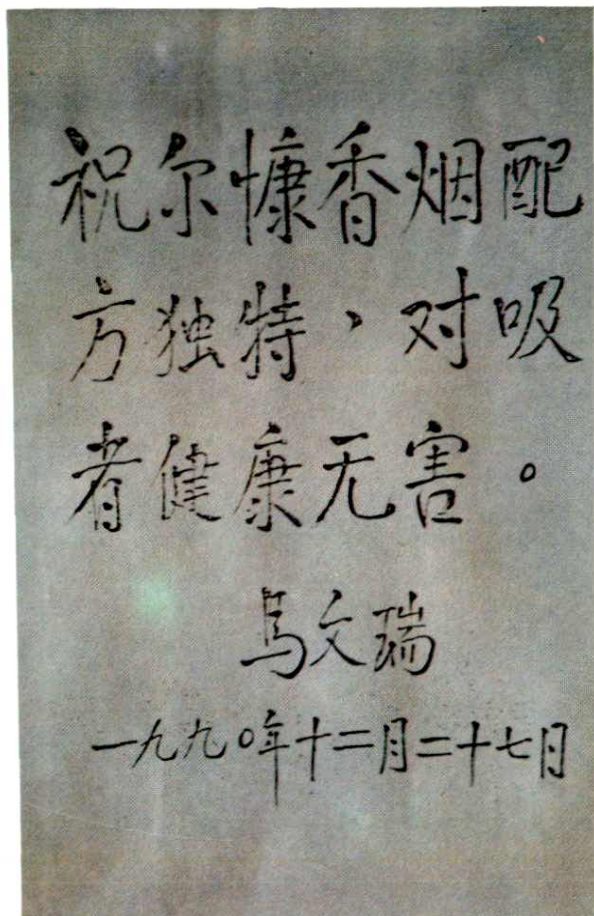 祝尔慷香烟配
方独特，对吸
者健康无害。
马文瑞
一九九〇年十二月二十七日